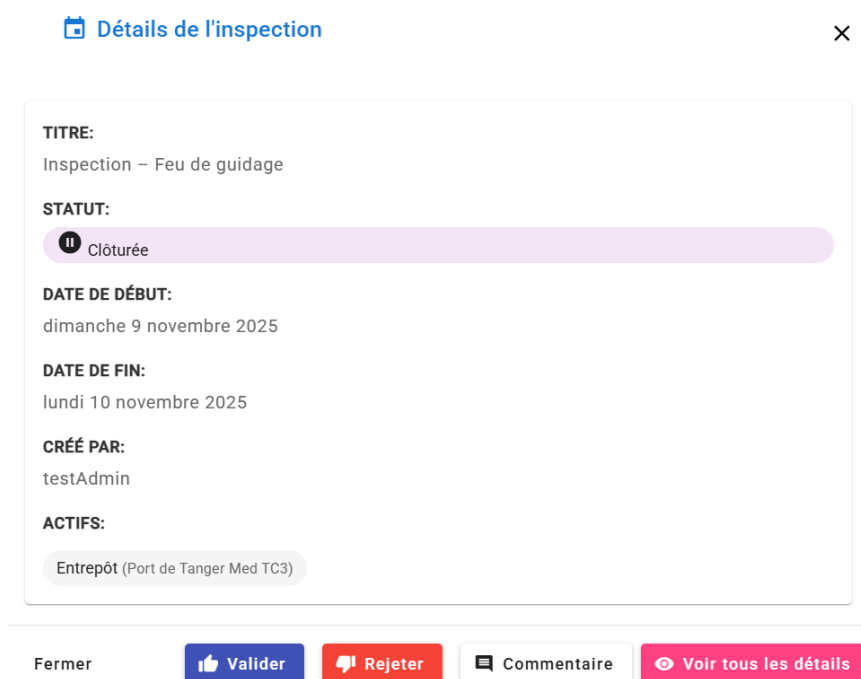 Détails de l'inspection
TITRE:
Inspection – Feu de guidage
STATUT:
Clôturée
DATE DE DÉBUT:
dimanche 9 novembre 2025
DATE DE FIN:
lundi 10 novembre 2025
CRÉÉ PAR:
testAdmin
ACTIFS:
Entrepôt (Port de Tanger Med TC3)
Fermer Valider Rejeter Commentaire Voir tous les détails